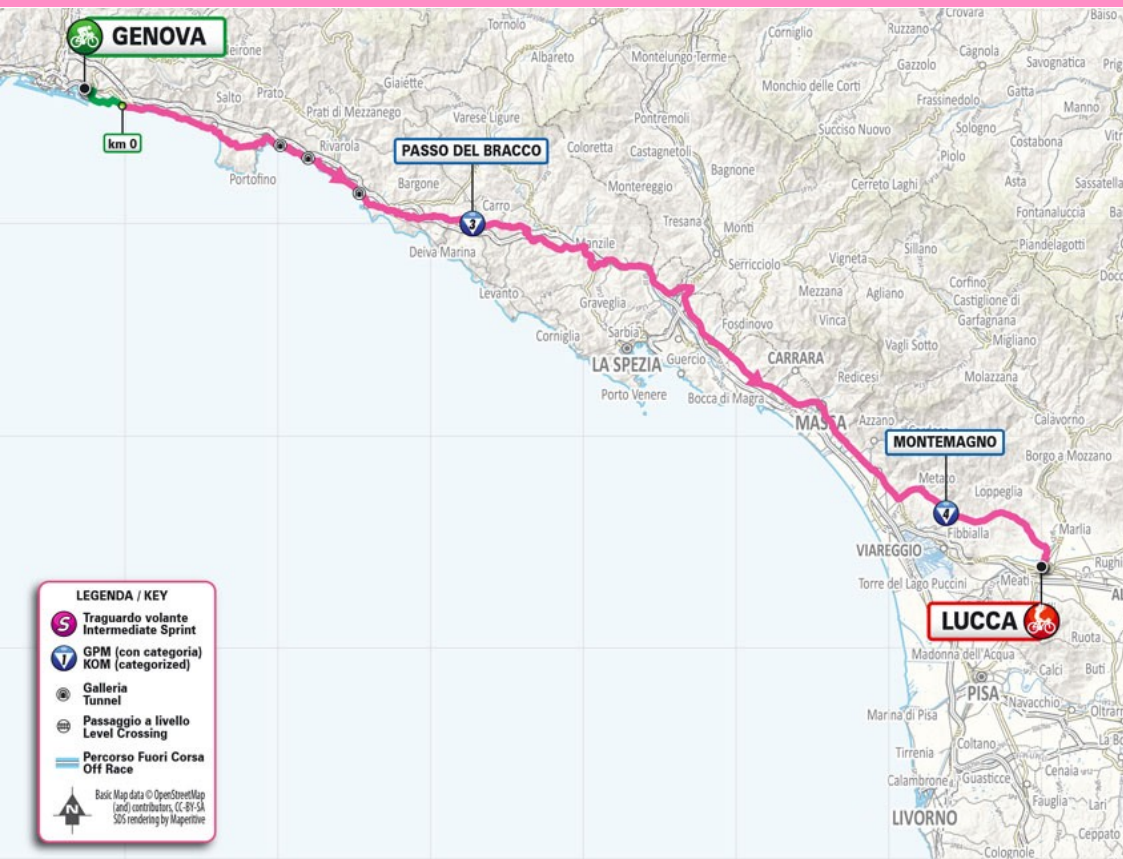 GENOVA
km 0
PASSO DEL BRACCO
3
MONTEMAGNO
4
LUCCA
Tornolo
Albareto
Corniglio
Ruzzano
Crovara
Baiso
Montelungo-Terme
Cagnola
Gazzolo
Savognatica
Monchio delle Corti
Gaiette
Salto
Prato
Prati di Mezzanego
Varese Ligure
Pontremoli
Frassinedolo
Gatta
Manno
Succiso Nuovo
Sologno
Costabona
Rivarola
Coloretta
Castagnetoli
Bagnone
Piolo
Portofino
Bargone
Montereggio
Cerreto Laghi
Asta
Sassatella
Carro
Tresana
Monti
Fontanaluccia
Deiva Marina
Manzile
Serricciolo
Vigneta
Sillano
Piandelagotti
Levanto
Graveglia
Mezzana
Agliano
Corfino
Castiglione di
Garfagnana
Corniglia
Sarbia
Fosdinovo
Vinca
Migliano
LA SPEZIA
Guercio
CARRARA
Vagli Sotto
Porto Venere
Bocca di Magra
Redicesi
Molazzana
MASSA
Azzano
Calavorno
Borgo a Mozzano
Metato
Loppeglia
Fibbialla
Marlia
VIAREGGIO
Torre del Lago Puccini
Meati
Rughi
Madonna dell'Acqua
Ruota
Calci
Buti
PISA
Navacchio
Marina di Pisa
Tirrenia
Coltano
Cenaia
Calambrone
Guasticce
Fauglia
Lari
LIVORNO
Ceppato
Colognole
LEGENDA / KEY
S
Traguardo volante
Intermediate Sprint
1
GPM (con categoria)
KOM (categorized)
Galleria
Tunnel
Passaggio a livello
Level Crossing
Percorso Fuori Corsa
Off Race
N
Basic Map data © OpenStreetMap
(and) contributors, CC-BY-SA
SDS rendering by Maperitive